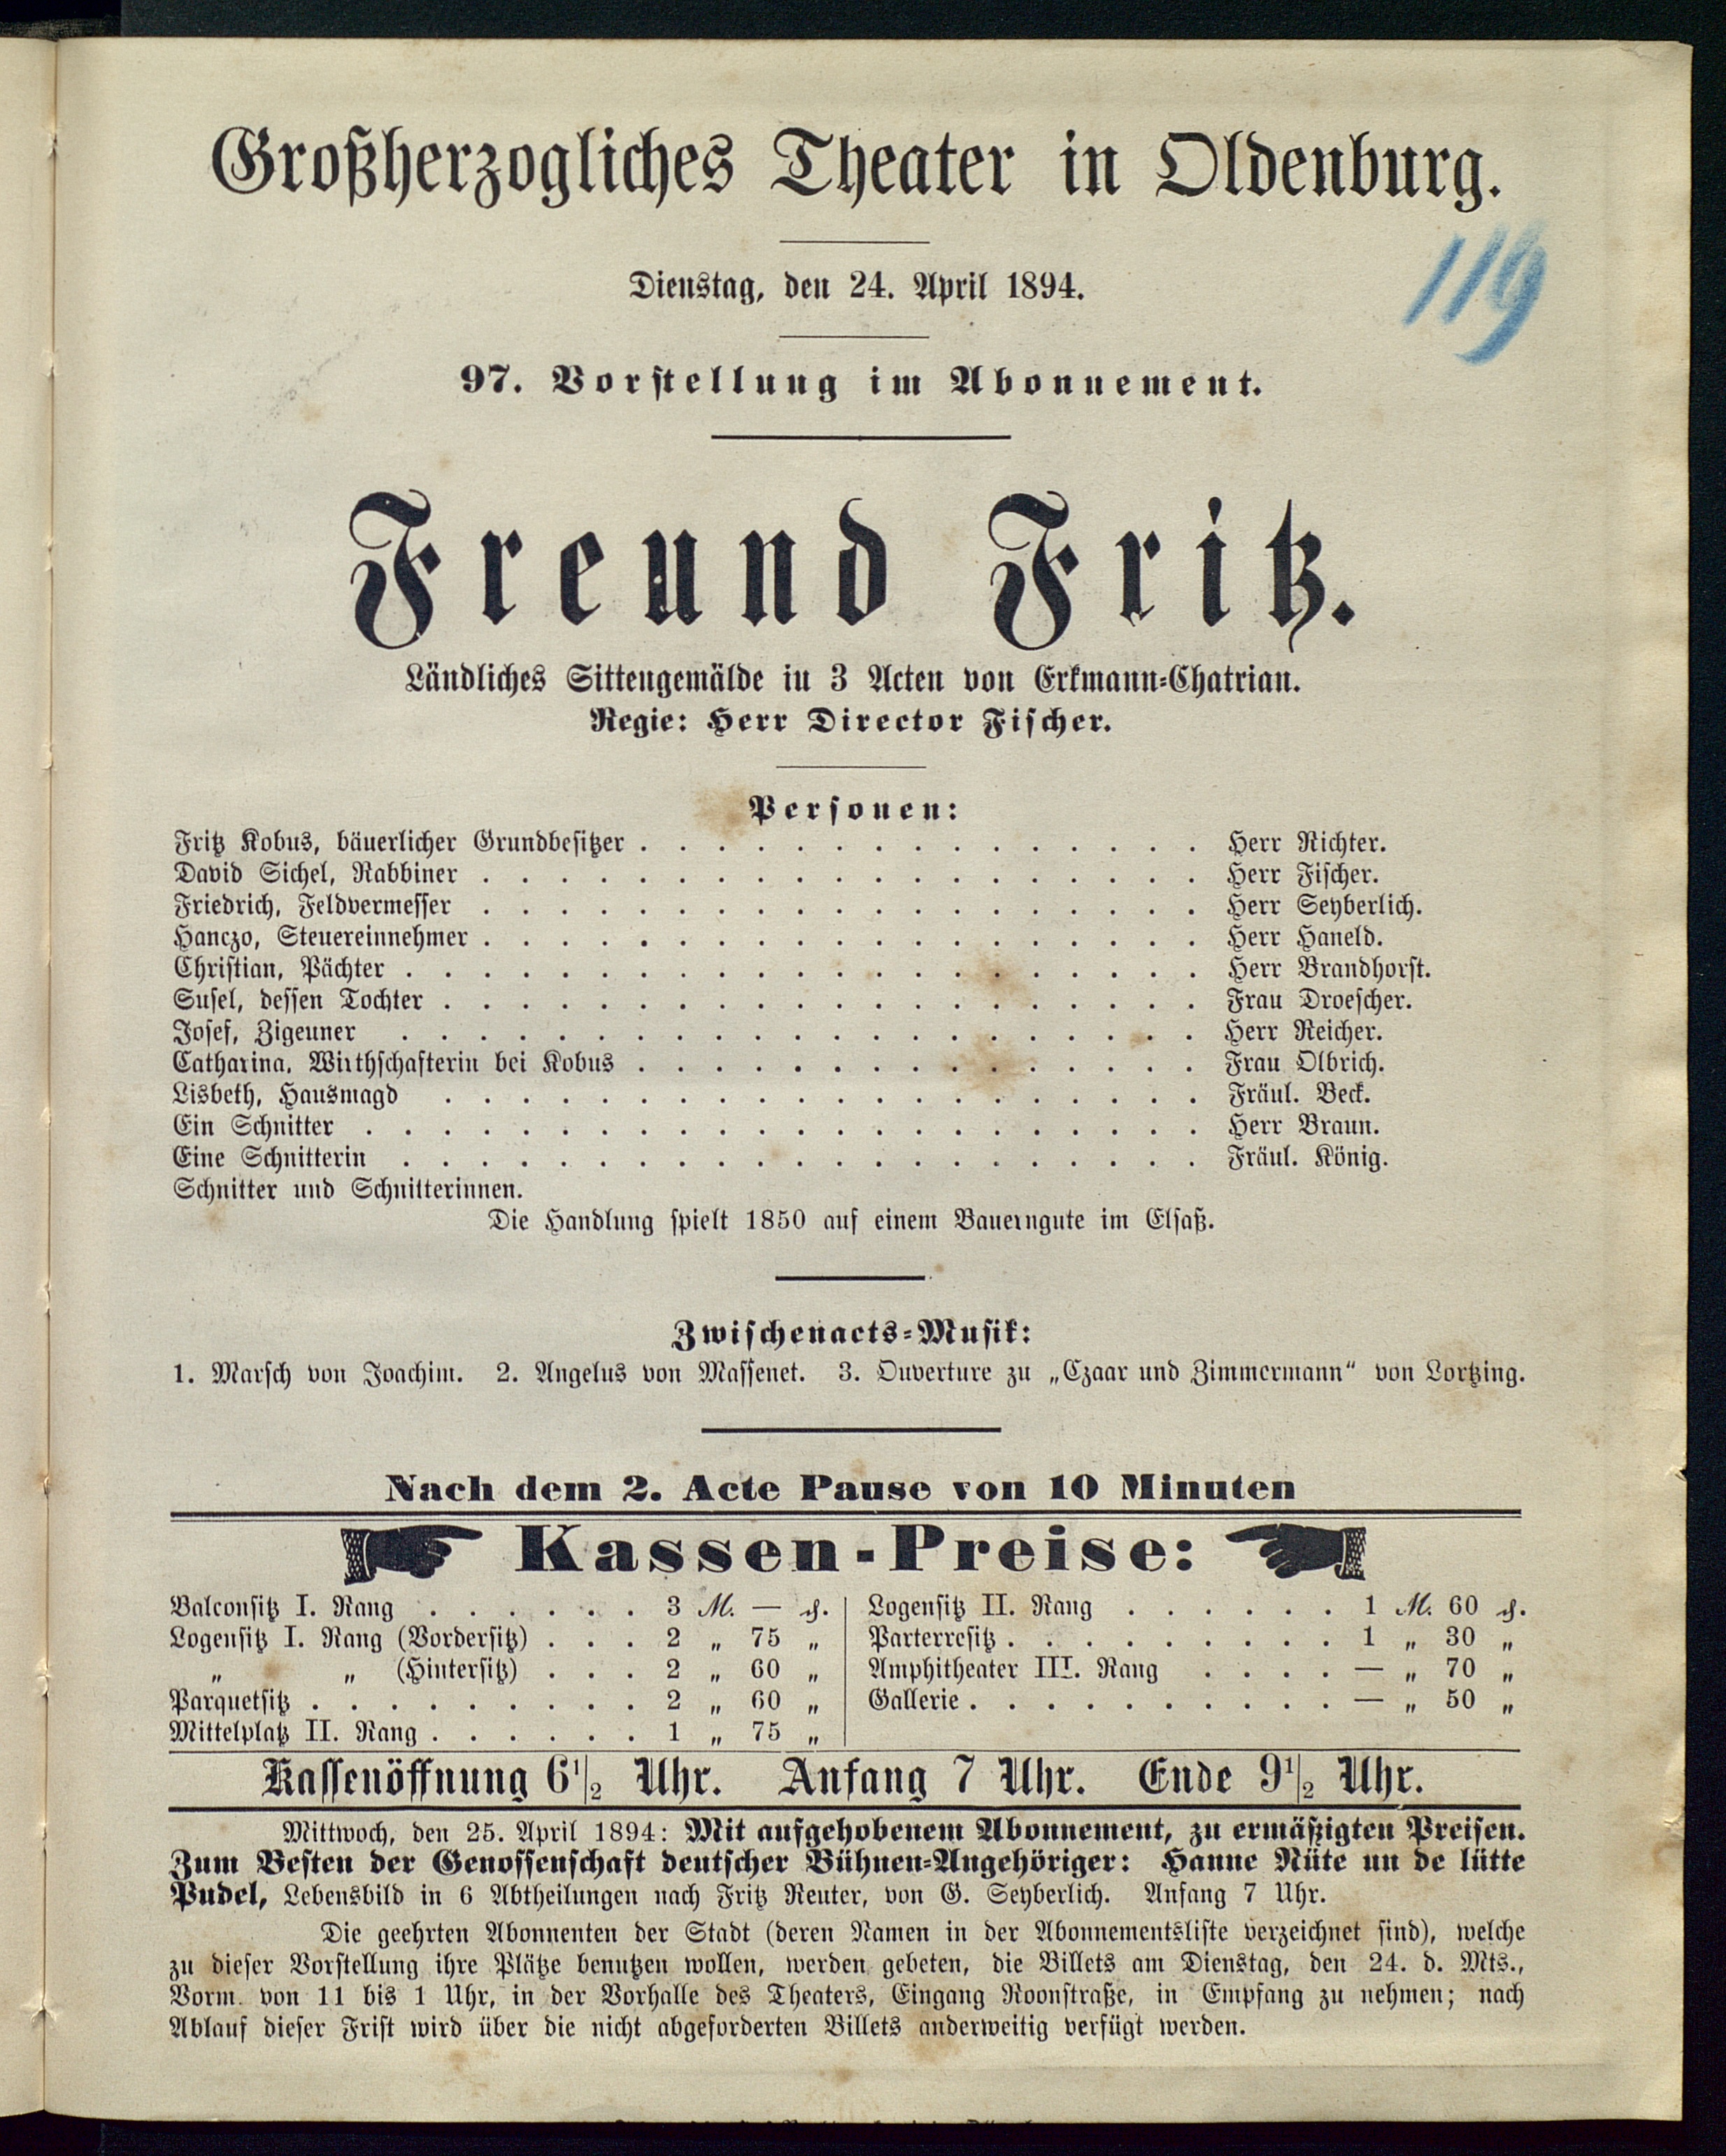 Großherzogliches Theater in Oldenburg.
119
Dienstag, den 24. April 1894.
97. Vorstellung im Abonnement.
Freund Fritz.
Ländliches Sittengemälde in 3 Acten von Erkmann-Chatrian.
Regie: Herr Director Fischer.
Personen:
Fritz Kobus, bäuerlicher Grundbesitzer . . . . . . . . . . . . . . . Herr Richter.
David Sichel, Rabbiner . . . . . . . . . . . . . . . . . . . Herr Fischer.
Friedrich, Feldvermesser . . . . . . . . . . . . . . . . . . . Herr Seyberlich.
Hanczo, Steuereinnehmer . . . . . . . . . . . . . . . . . . . Herr Haneld.
Christian, Pächter . . . . . . . . . . . . . . . . . . . . . Herr Brandhorst.
Susel, dessen Tochter . . . . . . . . . . . . . . . . . . . . Frau Droescher.
Josef, Zigeuner . . . . . . . . . . . . . . . . . . . . . Herr Reicher.
Catharina, Wirthschafterin bei Kobus . . . . . . . . . . . . . . . Frau Olbrich.
Lisbeth, Hausmagd . . . . . . . . . . . . . . . . . . . . Fräul. Beck.
Ein Schnitter . . . . . . . . . . . . . . . . . . . . . . Herr Braun.
Eine Schnitterin . . . . . . . . . . . . . . . . . . . . . Fräul. König.
Schnitter und Schnitterinnen.
Die Handlung spielt 1850 auf einem Bauerngute im Elsaß.
Zwischenacts-Musik:
1. Marsch von Joachim. 2. Angelus von Massenet. 3. Ouverture zu „Czaar und Zimmermann“ von Lortzing.
Nach dem 2. Acte Pause von 10 Minuten
Kassen-Preise:
Balconsitz I. Rang . . . . . . 3 M. — ₰.
Logensitz I. Rang (Vordersitz) . . . 2 „ 75 „
„ „ (Hintersitz) . . . 2 „ 60 „
Parquetsitz . . . . . . . . . 2 „ 60 „
Mittelplatz II. Rang . . . . . . 1 „ 75 „
Logensitz II. Rang . . . . . . 1 M. 60 ₰.
Parterresitz . . . . . . . . . 1 „ 30 „
Amphitheater III. Rang . . . . — „ 70 „
Gallerie . . . . . . . . . . — „ 50 „
Kassenöffnung 6 1/2 Uhr. Anfang 7 Uhr. Ende 9 1/2 Uhr.
Mittwoch, den 25. April 1894: Mit aufgehobenem Abonnement, zu ermäßigten Preisen.
Zum Besten der Genossenschaft deutscher Bühnen-Angehöriger: Hanne Nüte un de lütte
Pudel, Lebensbild in 6 Abtheilungen nach Fritz Reuter, von G. Seyberlich. Anfang 7 Uhr.
Die geehrten Abonnenten der Stadt (deren Namen in der Abonnementsliste verzeichnet sind), welche
zu dieser Vorstellung ihre Plätze benutzen wollen, werden gebeten, die Billets am Dienstag, den 24. d. Mts.,
Vorm. von 11 bis 1 Uhr, in der Vorhalle des Theaters, Eingang Roonstraße, in Empfang zu nehmen; nach
Ablauf dieser Frist wird über die nicht abgeforderten Billets anderweitig verfügt werden.